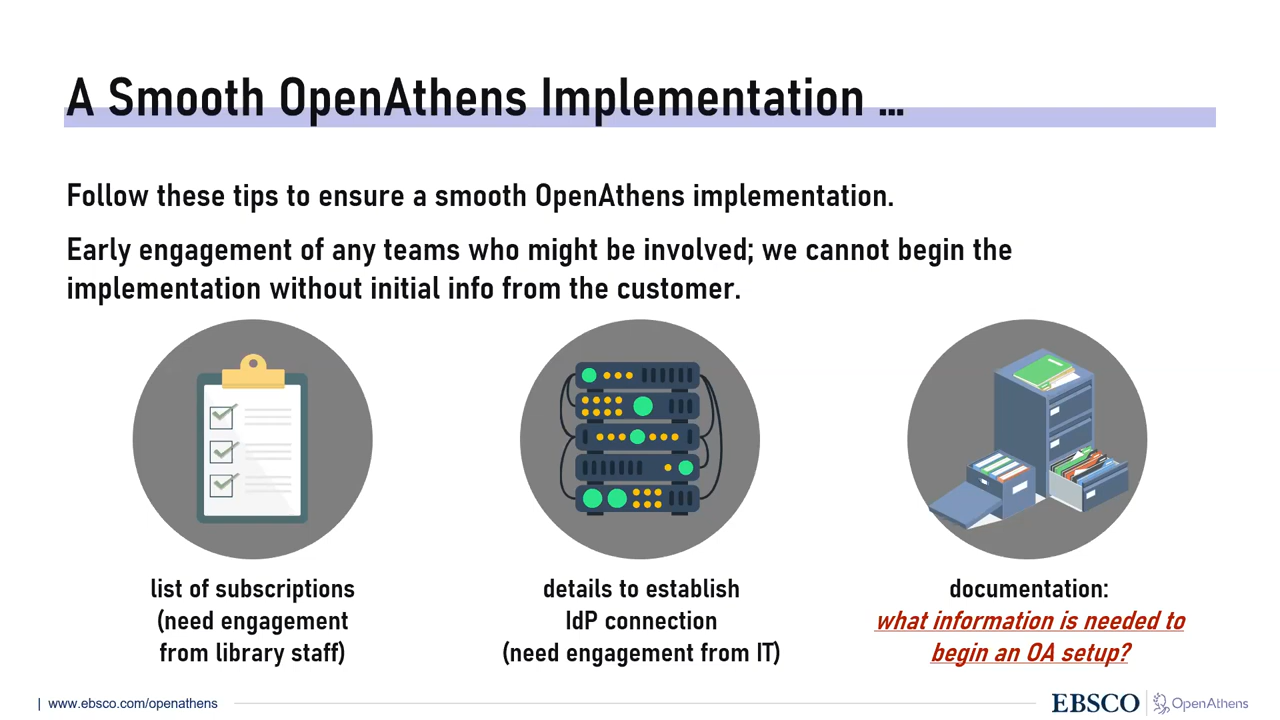 A Smooth OpenAthens Implementation ...
Follow these tips to ensure a smooth OpenAthens implementation.
Early engagement of any teams who might be involved; we cannot begin the
implementation without initial info from the customer.
list of subscriptions
(need engagement
from library staff)
details to establish
IdP connection
(need engagement from IT)
documentation:
what information is needed to
begin an OA setup?
| www.ebsco.com/openathens
EBSCO | OpenAthens